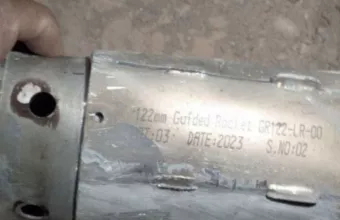 122mm Guided Rocket GR122-LR-00
DATE:2023 S.NO:02